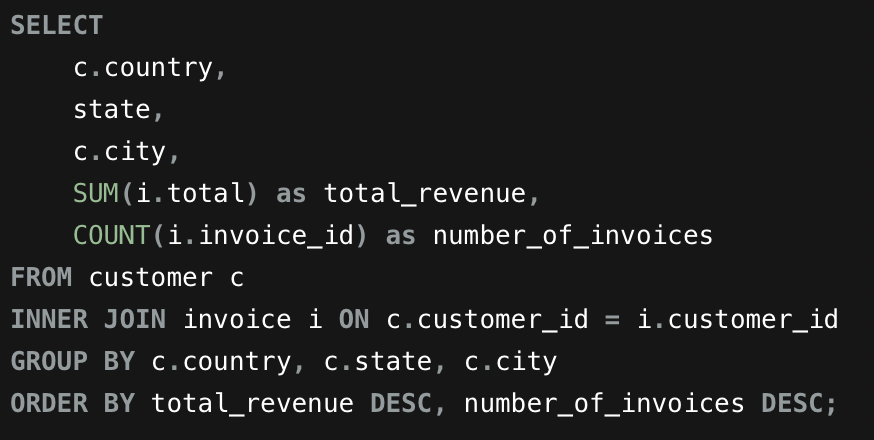 SELECT
    c.country,
    state,
    c.city,
    SUM(i.total) as total_revenue,
    COUNT(i.invoice_id) as number_of_invoices
FROM customer c
INNER JOIN invoice i ON c.customer_id = i.customer_id
GROUP BY c.country, c.state, c.city
ORDER BY total_revenue DESC, number_of_invoices DESC;